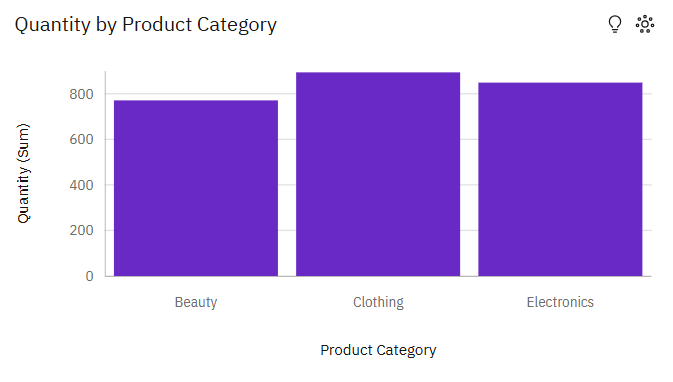 Quantity by Product Category
Quantity (Sum)
800
600
400
200
0
Beauty Clothing Electronics
Product Category